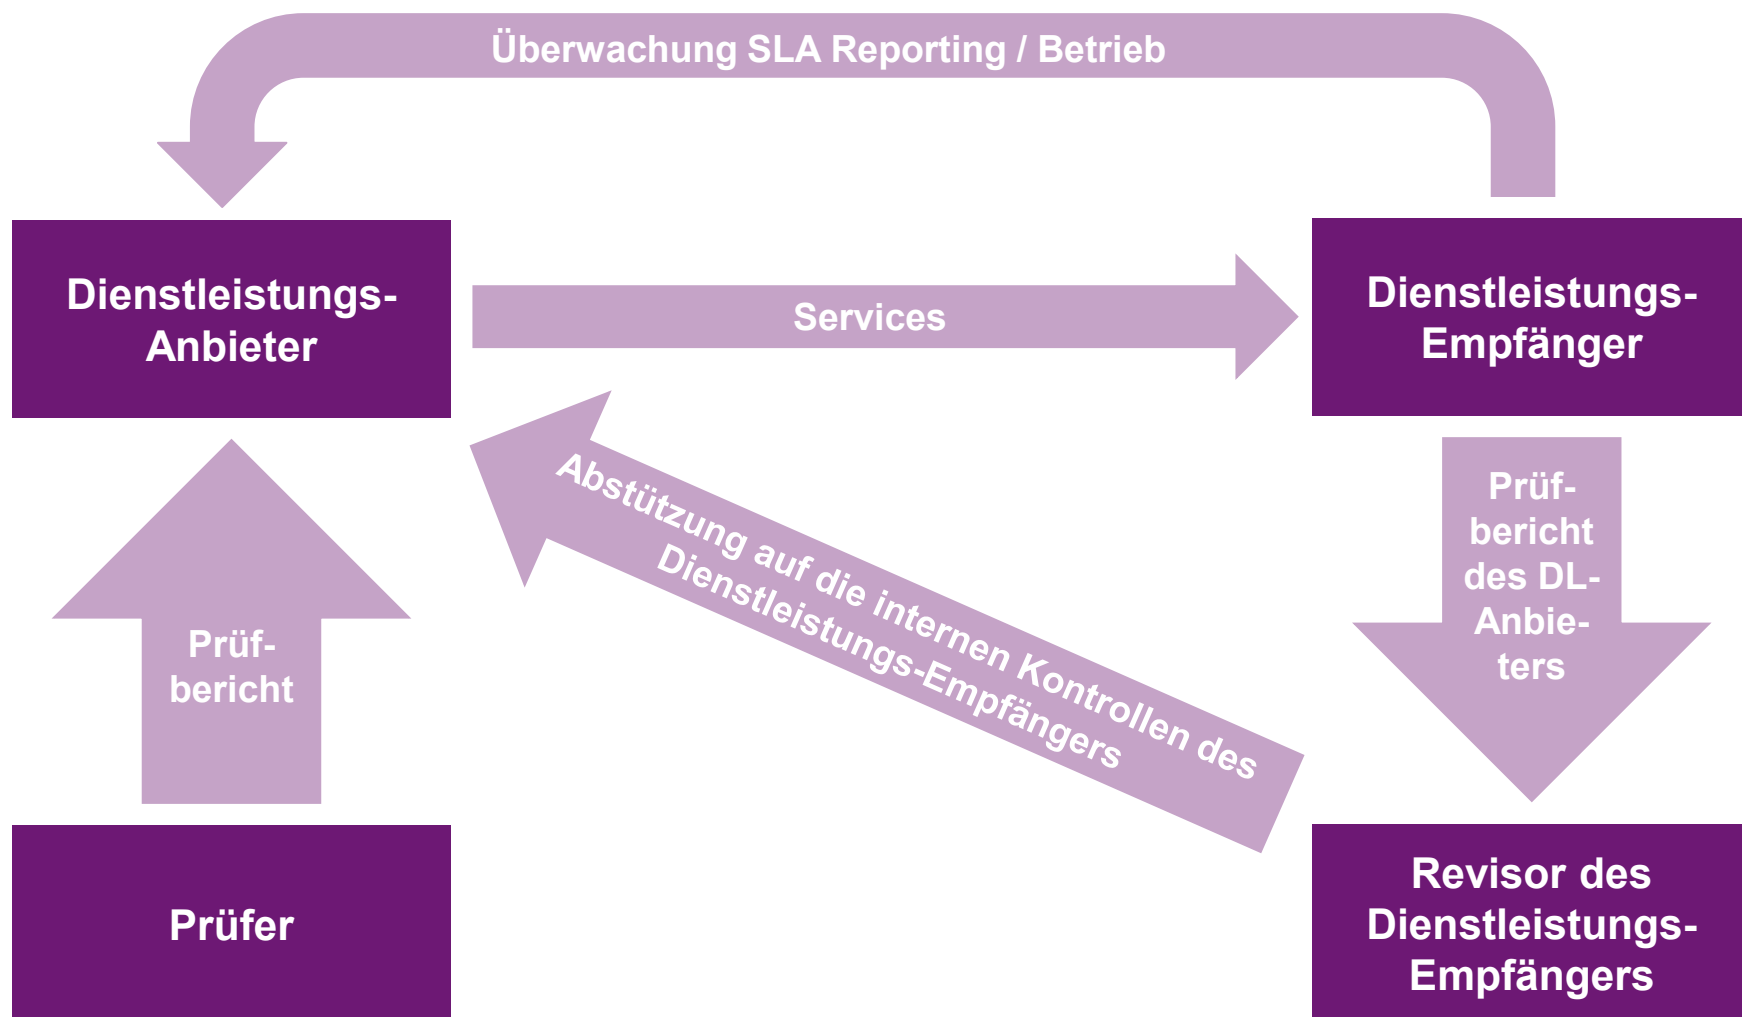 Überwachung SLA Reporting / Betrieb
Dienstleistungs-
Anbieter
Services
Dienstleistungs-
Empfänger
Abstützung auf die internen Kontrollen des
Dienstleistungs-Empfängers
Prüf-
bericht
des DL-
Anbie-
ters
Prüf-
bericht
Prüfer
Revisor des
Dienstleistungs-
Empfängers